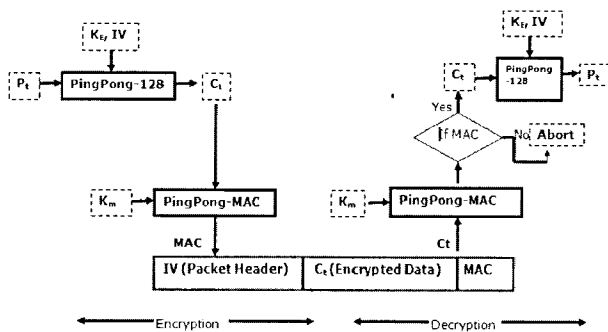 K_E, IV
P_t
PingPong-128
C_t
K_m
PingPong-MAC
MAC
IV (Packet Header)
C_t (Encrypted Data)
MAC
Encryption
K_E, IV
C_t
PingPong
-128
P_t
Yes
If MAC
No
Abort
K_m
PingPong-MAC
Ct
Decryption